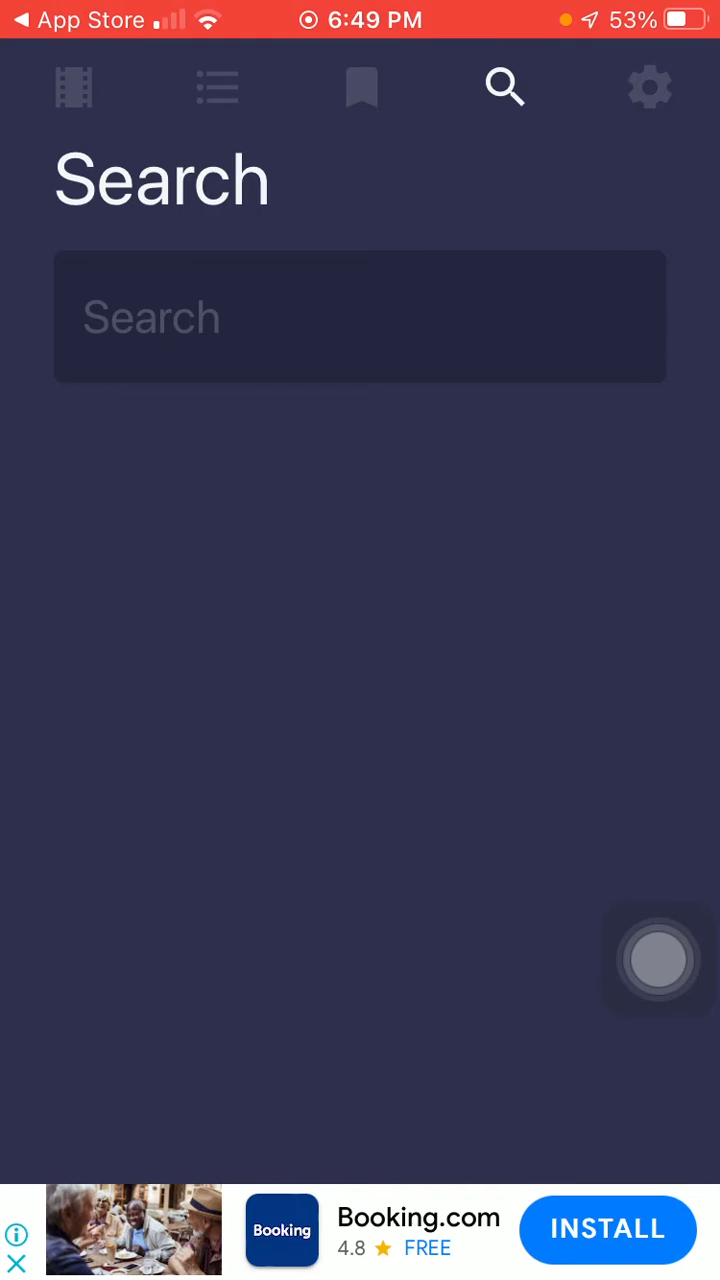 App Store 6:49 PM 53%
Search
Search
Booking
Booking.com
4.8 FREE
INSTALL